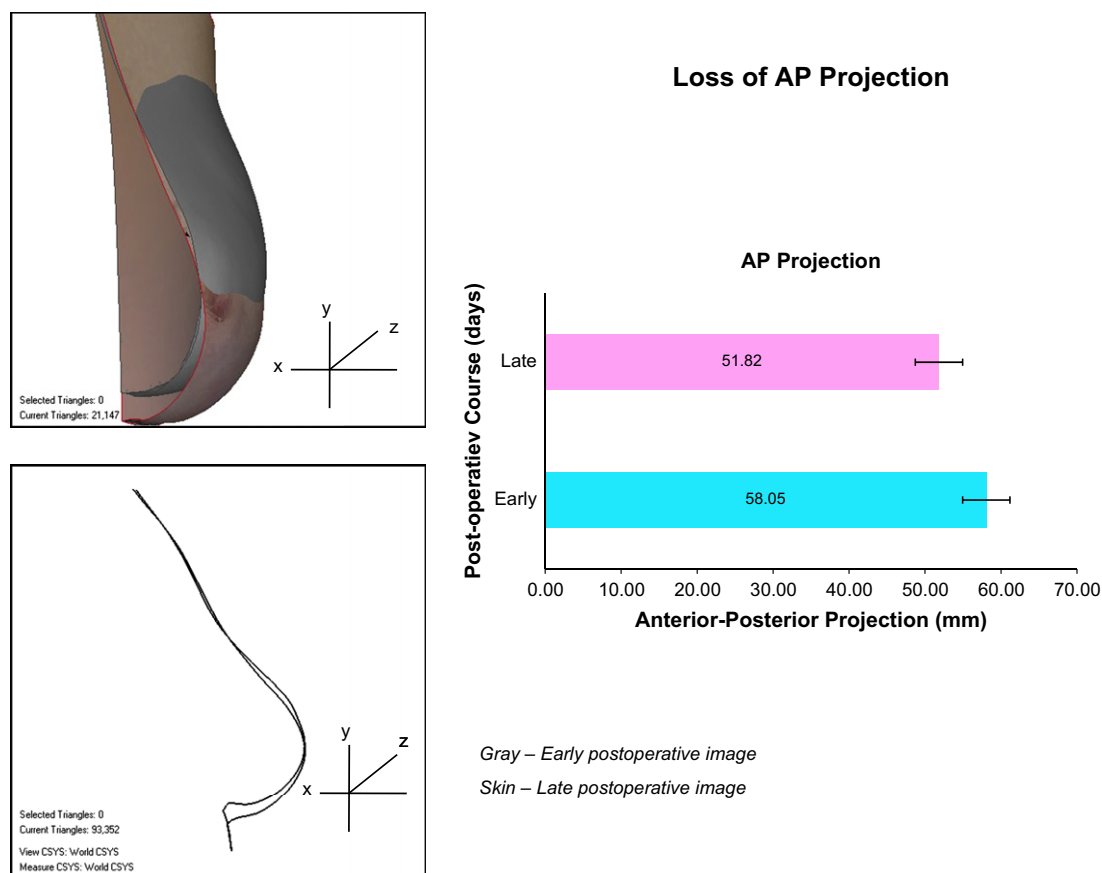 y
z
x
Selected Triangles: 0
Current Triangles: 21,147
y
z
x
Selected Triangles: 0
Current Triangles: 93,352
View CSYS: World CSYS
Measure CSYS: World CSYS
Loss of AP Projection
AP Projection
Post-operatiev Course (days)
Late
51.82
Early
58.05
0.00 10.00 20.00 30.00 40.00 50.00 60.00 70.00
Anterior-Posterior Projection (mm)
Gray – Early postoperative image
Skin – Late postoperative image